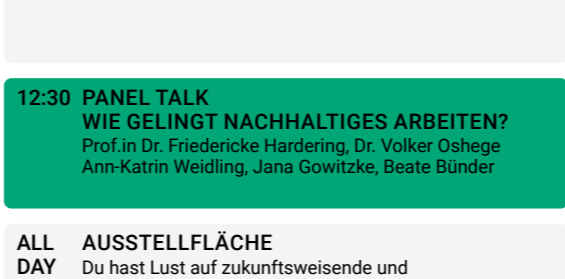 12:30 PANEL TALK
WIE GELINGT NACHHALTIGES ARBEITEN?
Prof.in Dr. Friedericke Hardering, Dr. Volker Oshege
Ann-Katrin Weidling, Jana Gowitzke, Beate Bünder
ALL AUSSTELLFLÄCHE
DAY Du hast Lust auf zukunftsweisende und